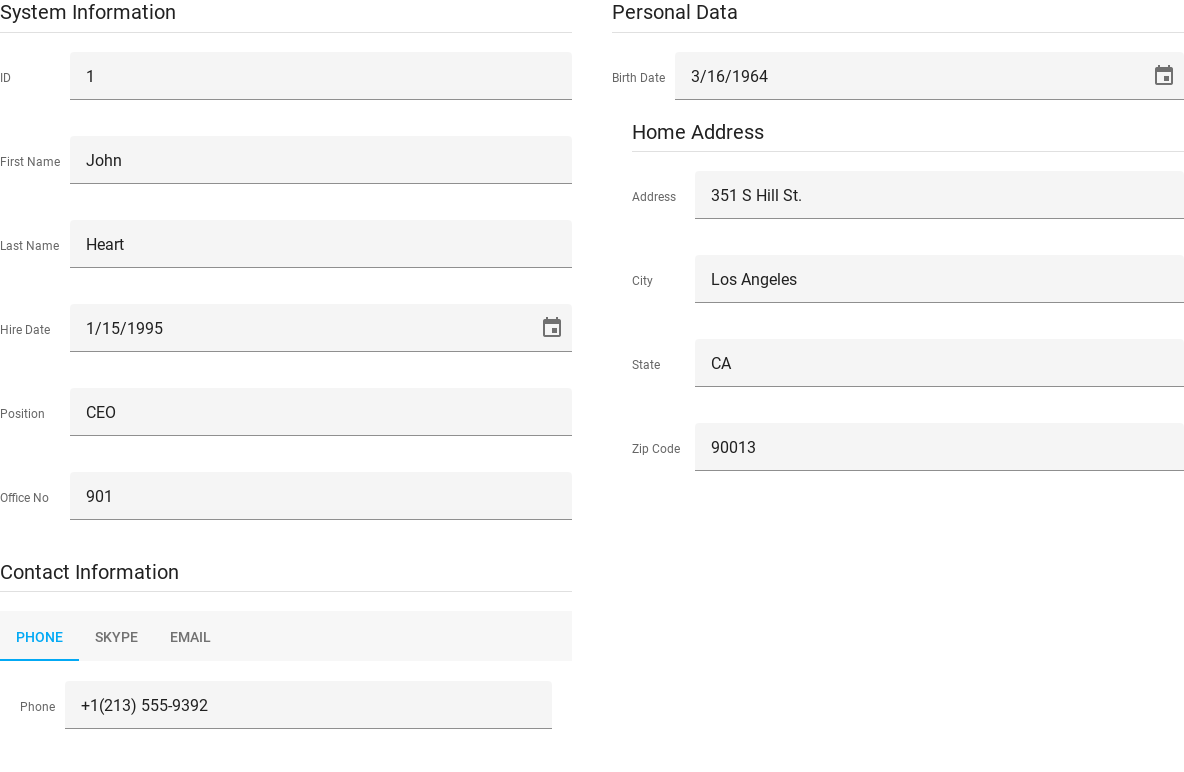 System Information
ID
1
First Name
John
Last Name
Heart
Hire Date
1/15/1995
Position
CEO
Office No
901
Contact Information
PHONE SKYPE EMAIL
Phone
+1(213) 555-9392
Personal Data
Birth Date
3/16/1964
Home Address
Address
351 S Hill St.
City
Los Angeles
State
CA
Zip Code
90013